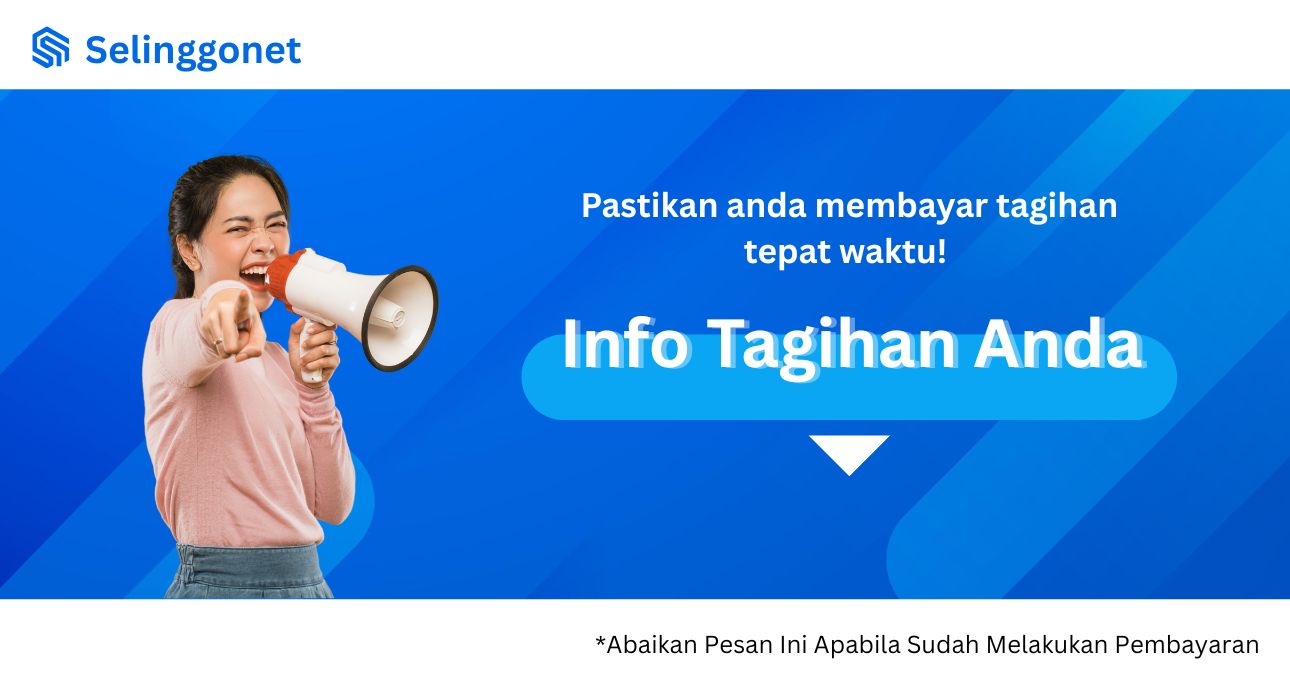 Selinggonet
Pastikan anda membayar tagihan
tepat waktu!
Info Tagihan Anda
*Abaikan Pesan Ini Apabila Sudah Melakukan Pembayaran